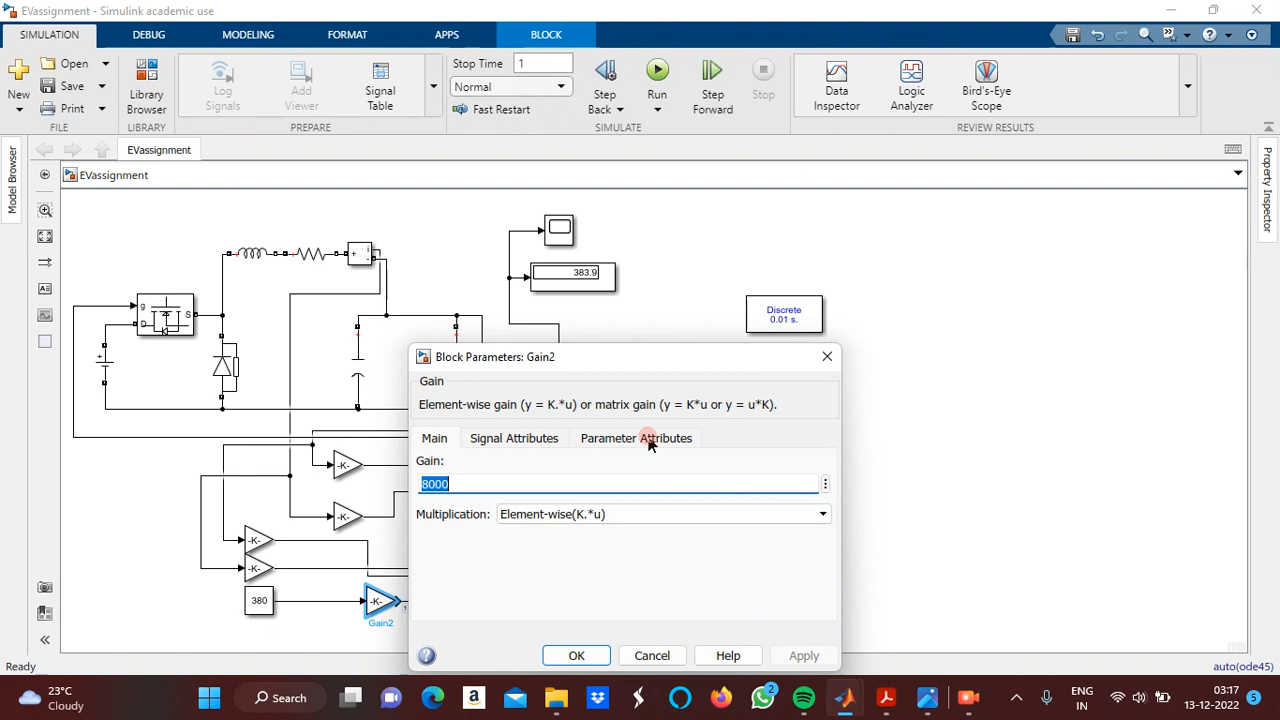 EVassignment - Simulink academic use
SIMULATION
DEBUG
MODELING
FORMAT
APPS
BLOCK
New
Open
Save
Print
FILE
Library
Browser
LIBRARY
Log
Signals
Add
Viewer
Signal
Table
PREPARE
Stop Time
1
Normal
Fast Restart
Step
Back
Run
Step
Forward
Stop
SIMULATE
Data
Inspector
Logic
Analyzer
Bird's-Eye
Scope
REVIEW RESULTS
Model Browser
EVassignment
EVassignment
Property Inspector
383.9
Discrete
0.01 s.
g
D
S
i
+
-
-K-
-K-
-K-
-K-
380
-K-
Gain2
Block Parameters: Gain2
Gain
Element-wise gain (y = K.*u) or matrix gain (y = K*u or y = u*K).
Main
Signal Attributes
Parameter Attributes
Gain:
8000
Multiplication:
Element-wise(K.*u)
OK
Cancel
Help
Apply
Ready
auto(ode45)
23°C
Cloudy
Search
2
ENG
IN
03:17
13-12-2022
5